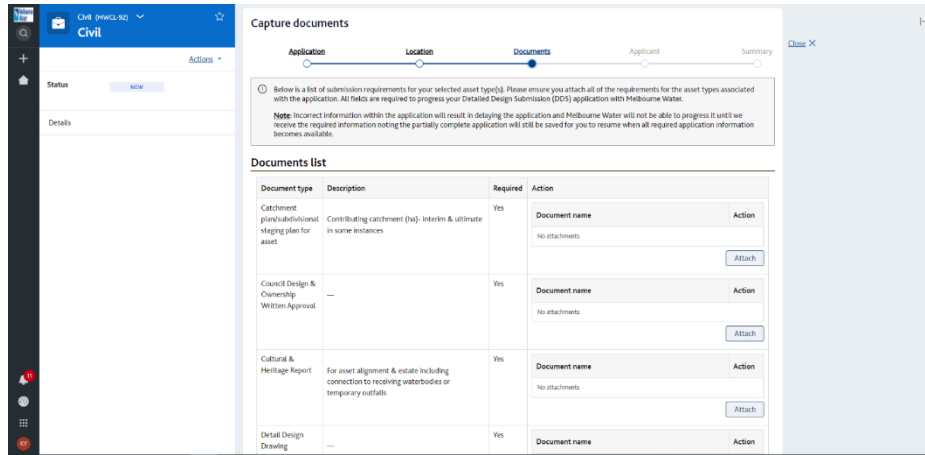 Civil (MWCL-92)
Civil
Actions
Status
NEW
Details
Capture documents
Application
Location
Documents
Applicant
Summary
Close X
Below is a list of submission requirements for your selected asset type(s). Please ensure you attach all of the requirements for the asset types associated
with the application. All fields are required to progress your Detailed Design Submission (DDS) application with Melbourne Water.
Note: Incorrect information within the application will result in delaying the application and Melbourne Water will not be able to progress it until we
receive the required information noting the partially complete application will still be saved for you to resume when all required application information
becomes available.
Documents list
Document type
Description
Required
Action
Catchment
plan/subdivisional
staging plan for
asset
Contributing catchment (ha)- interim & ultimate
in some instances
Yes
Document name
Action
No attachments
Attach
Council Design &
Ownership
Written Approval
—
Yes
Document name
Action
No attachments
Attach
Cultural &
Heritage Report
For asset alignment & estate including
connection to receiving waterbodies or
temporary outfalls
Yes
Document name
Action
No attachments
Attach
Detail Design
Drawing
—
Yes
Document name
Action
11
KY